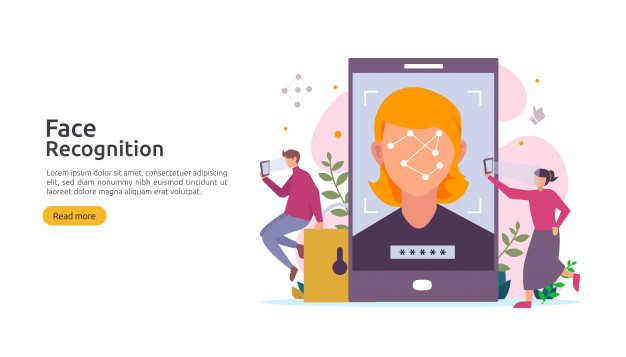 Face
Recognition
Lorem ipsum dolor sit amet, consectetuer adipiscing
elit, sed diam nonummy nibh euismod tincidunt ut
laoreet dolore magna aliquam erat volutpat.
Read more
*****